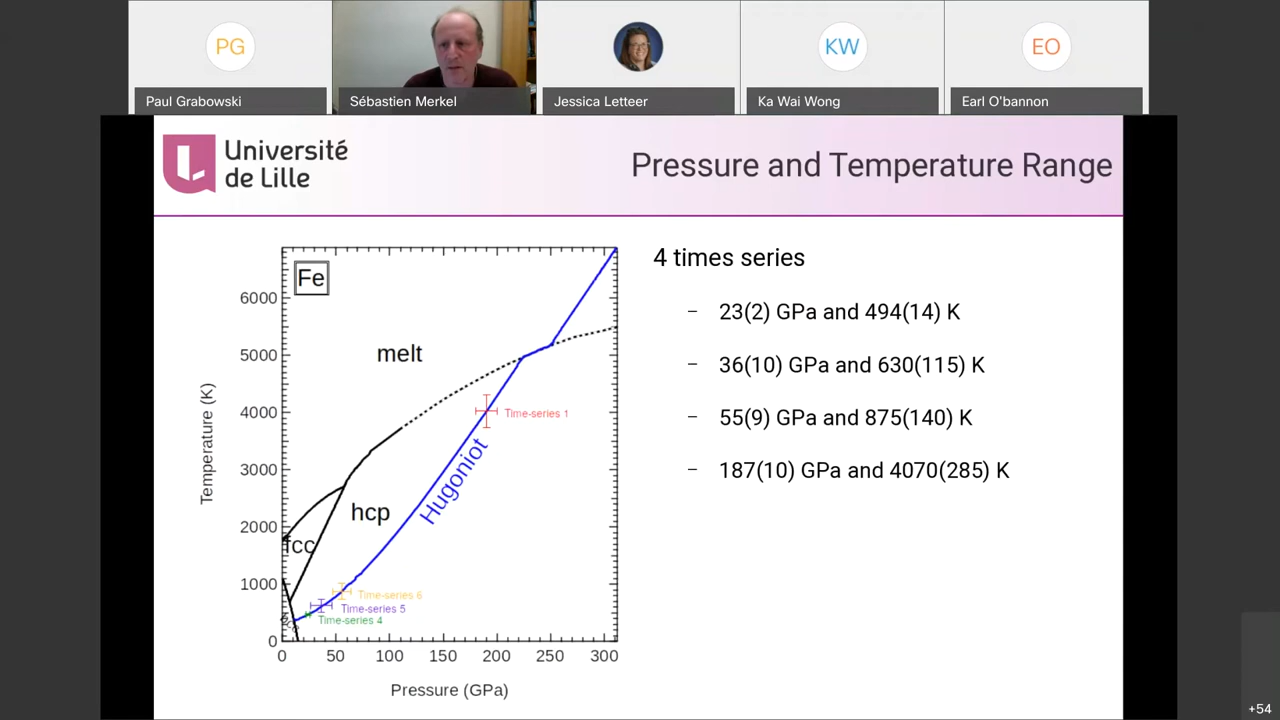 PG
KW
EO
Paul Grabowski
Sébastien Merkel
Jessica Letteer
Ka Wai Wong
Earl O'bannon
Université
de Lille
Pressure and Temperature Range
4 times series
– 23(2) GPa and 494(14) K
– 36(10) GPa and 630(115) K
– 55(9) GPa and 875(140) K
– 187(10) GPa and 4070(285) K
Fe
melt
hcp
fcc
Hugoniot
Time-series 1
Time-series 6
Time-series 5
Time-series 4
Temperature (K)
6000
5000
4000
3000
2000
1000
0
0 50 100 150 200 250 300
Pressure (GPa)
+54